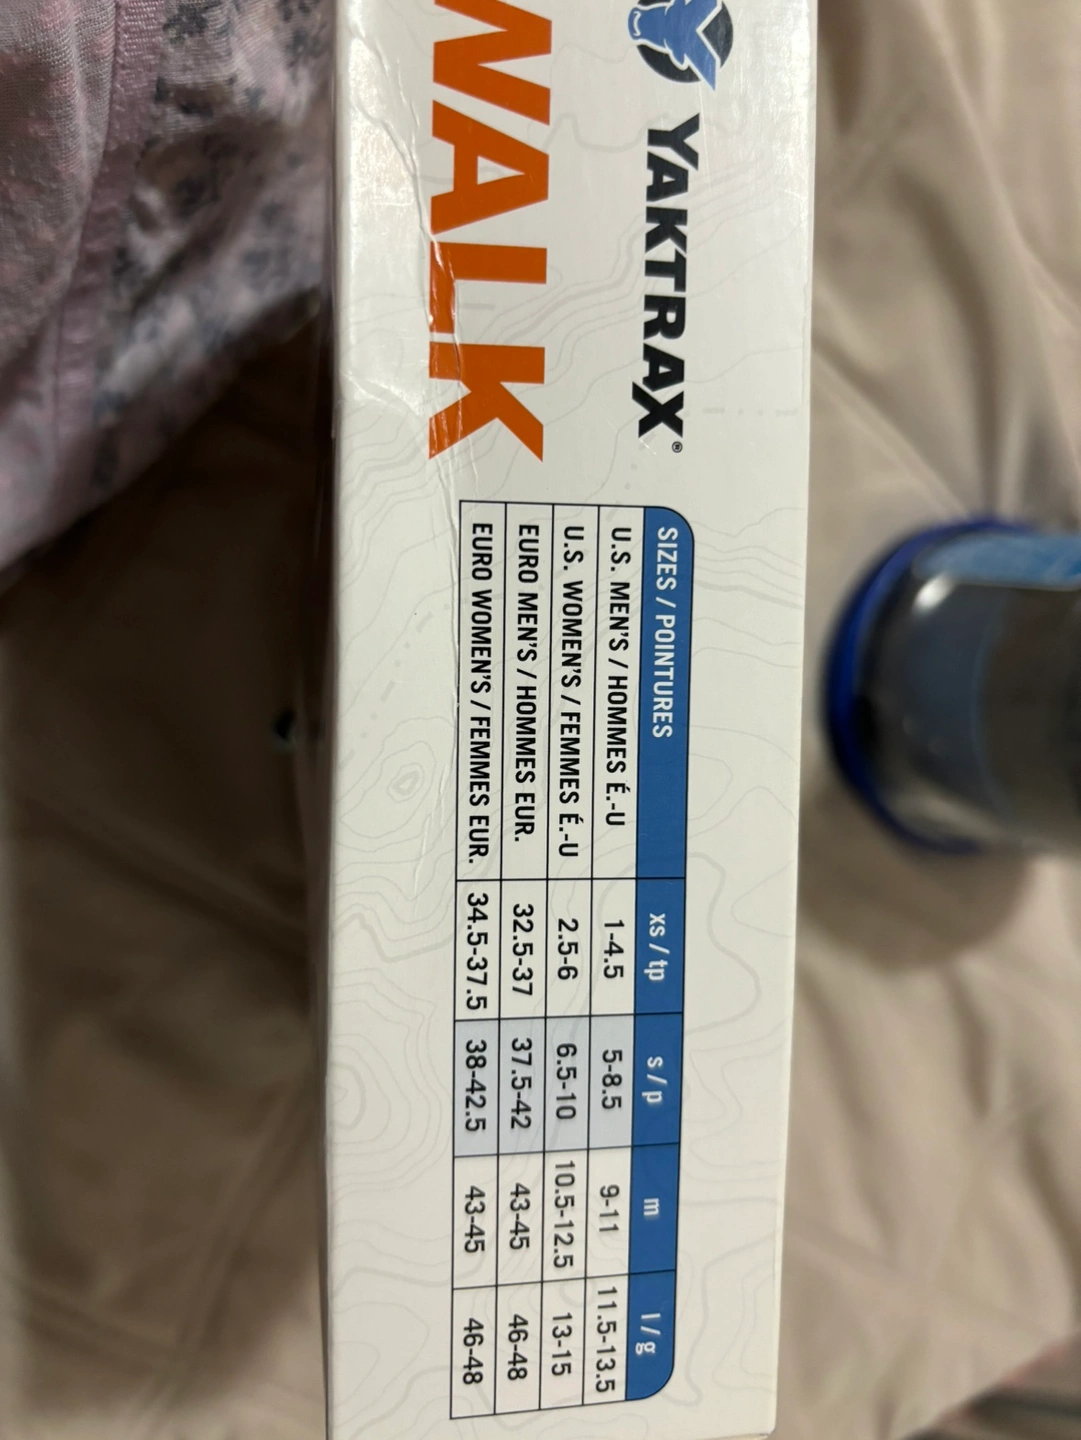 YAKTRAX®
WALK
SIZES / POINTURES xs / tp s / p m l / g
U.S. MEN'S / HOMMES É.-U 1-4.5 5-8.5 9-11 11.5-13.5
U.S. WOMEN'S / FEMMES É.-U 2.5-6 6.5-10 10.5-12.5 13-15
EURO MEN'S / HOMMES EUR. 32.5-37 37.5-42 43-45 46-48
EURO WOMEN'S / FEMMES EUR. 34.5-37.5 38-42.5 43-45 46-48